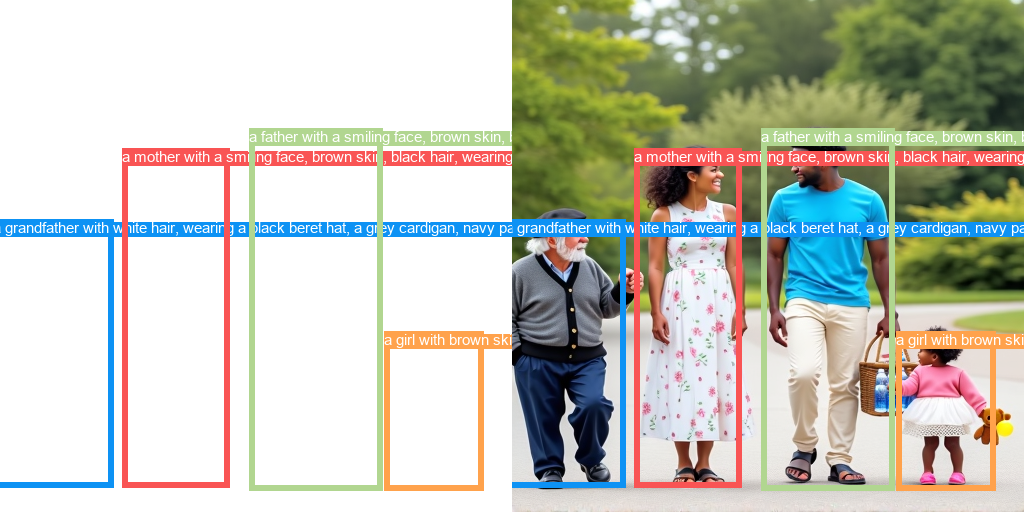 a father with a smiling face, brown skin,
a mother with a smiling face, brown skin, black hair, wearing
a grandfather with white hair, wearing a black beret hat, a grey cardigan, navy pa
a girl with brown ski
a father with a smiling face, brown skin,
a mother with a smiling face, brown skin, black hair, wearing
grandfather with white hair, wearing a black beret hat, a grey cardigan, navy pa
a girl with brown ski